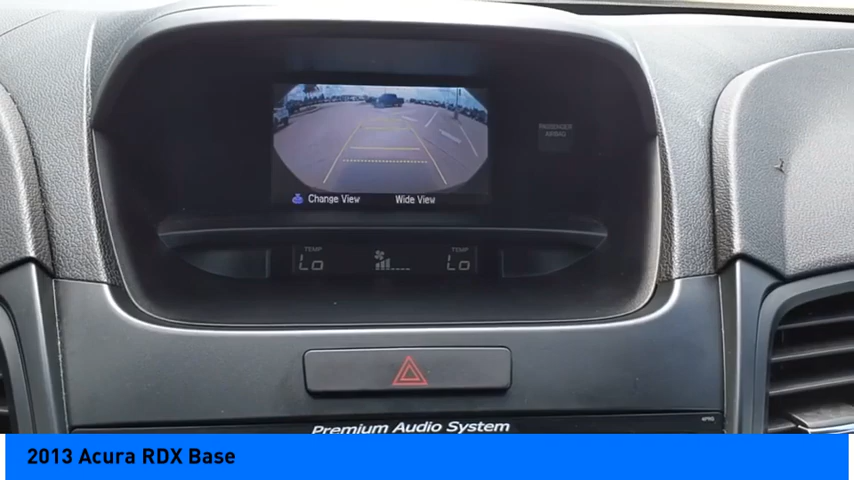 PASSENGER
AIRBAG
Change View Wide View
TEMP TEMP
Lo Lo
Premium Audio System
2013 Acura RDX Base